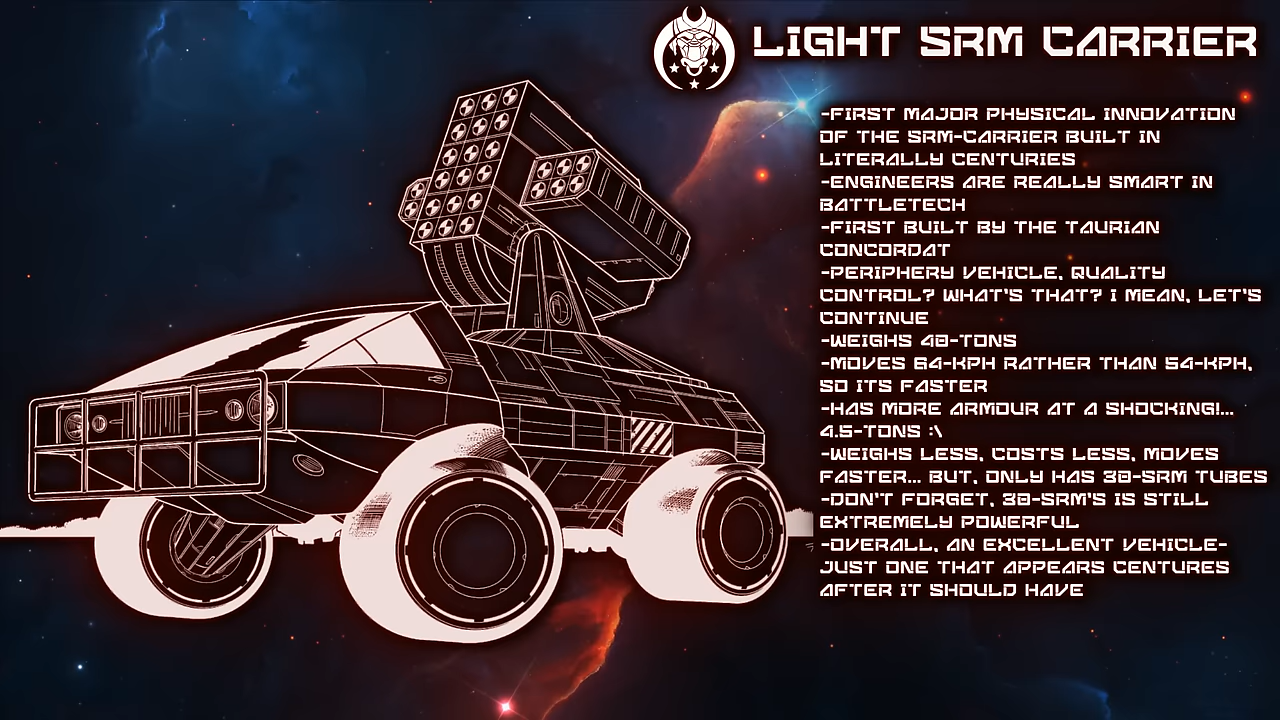 LIGHT SRM CARRIER
-FIRST MAJOR PHYSICAL INNOVATION
OF THE SRM-CARRIER BUILT IN
LITERALLY CENTURIES
-ENGINEERS ARE REALLY SMART IN
BATTLETECH
-FIRST BUILT BY THE TAURIAN
CONCORDAT
-PERIPHERY VEHICLE, QUALITY
CONTROL? WHAT'S THAT? I MEAN, LET'S
CONTINUE
-WEIGHS 40-TONS
-MOVES 64-KPH RATHER THAN 54-KPH,
SO ITS FASTER
-HAS MORE ARMOUR AT A SHOCKING!...
4.5-TONS :\
-WEIGHS LESS, COSTS LESS, MOVES
FASTER... BUT, ONLY HAS 30-SRM TUBES
-DON'T FORGET, 30-SRM'S IS STILL
EXTREMELY POWERFUL
-OVERALL, AN EXCELLENT VEHICLE-
JUST ONE THAT APPEARS CENTURES
AFTER IT SHOULD HAVE